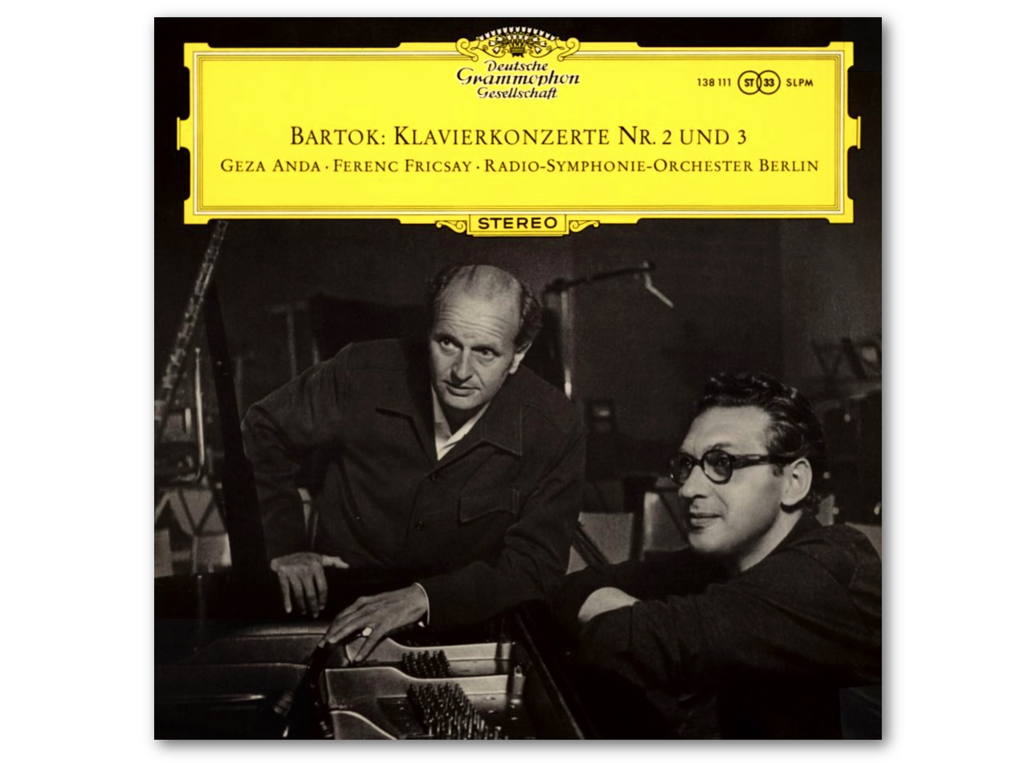 Deutsche
Grammophon
Gesellschaft
138 111 ST 33 SLPM
BARTOK: KLAVIERKONZERTE NR. 2 UND 3
GEZA ANDA · FERENC FRICSAY · RADIO-SYMPHONIE-ORCHESTER BERLIN
STEREO